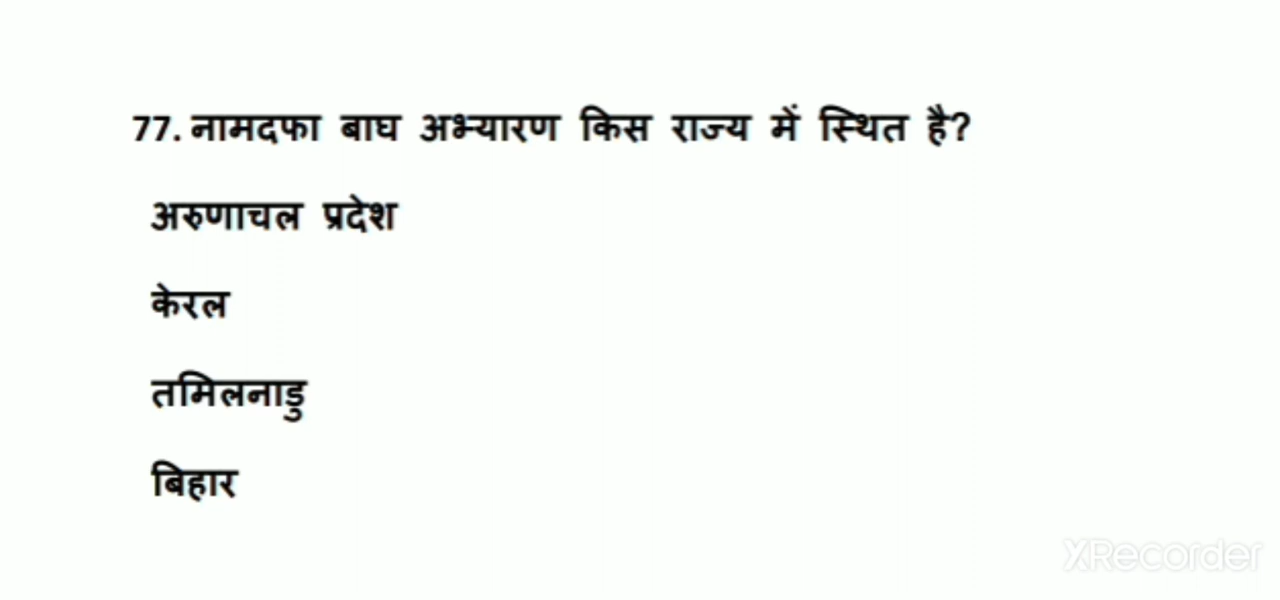 77. नामदफा बाघ अभ्यारण किस राज्य में स्थित है?
अरुणाचल प्रदेश
केरल
तमिलनाडु
बिहार
XRecorder